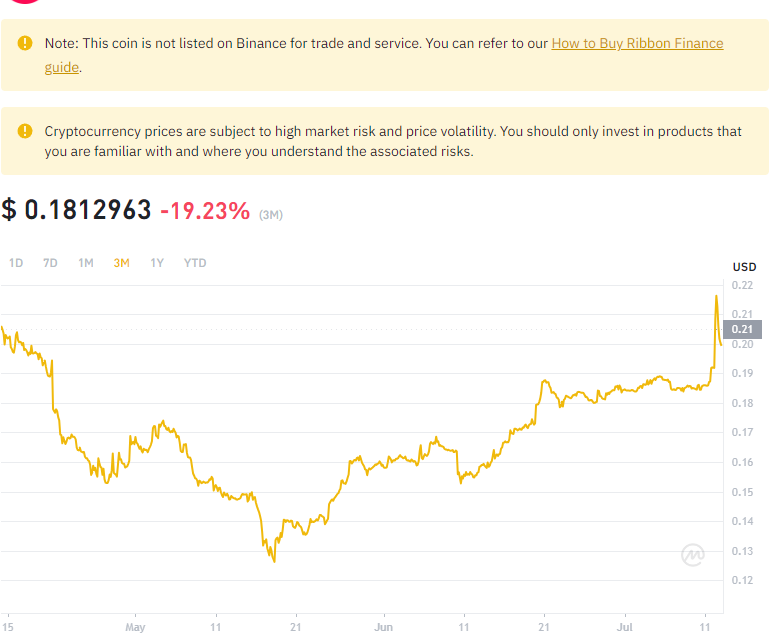 Note: This coin is not listed on Binance for trade and service. You can refer to our How to Buy Ribbon Finance
guide.
Cryptocurrency prices are subject to high market risk and price volatility. You should only invest in products that
you are familiar with and where you understand the associated risks.
$ 0.1812963 -19.23% (3M)
1D 7D 1M 3M 1Y YTD
USD
0.22
0.21
0.21
0.20
0.19
0.18
0.17
0.16
0.15
0.14
0.13
0.12
15 May 11 21 Jun 11 21 Jul 11